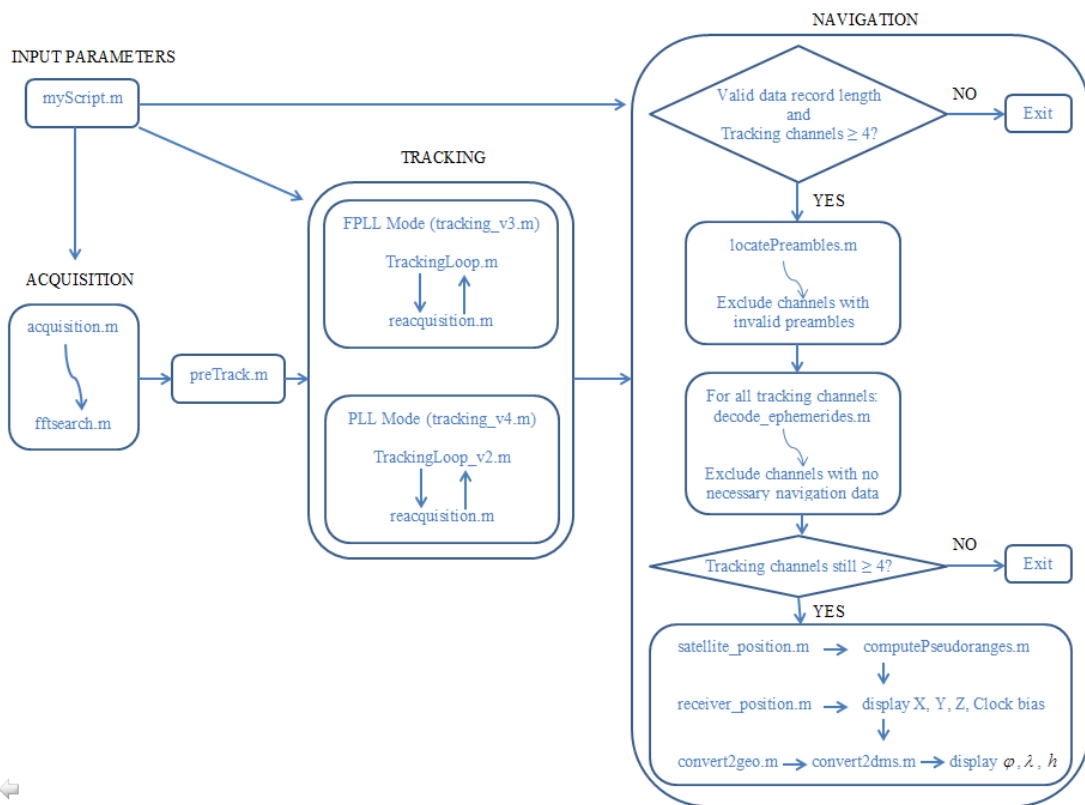 NAVIGATION
INPUT PARAMETERS
myScript.m
Valid data record length
and
Tracking channels ≥ 4?
NO
Exit
TRACKING
YES
FPLL Mode (tracking_v3.m)
TrackingLoop.m
reacquisition.m
locatePreambles.m
Exclude channels with
invalid preambles
ACQUISITION
acquisition.m
fftsearch.m
preTrack.m
For all tracking channels:
decode_ephemerides.m
Exclude channels with no
necessary navigation data
PLL Mode (tracking_v4.m)
TrackingLoop_v2.m
reacquisition.m
Tracking channels still ≥ 4?
NO
Exit
YES
satellite_position.m computePseudoranges.m
receiver_position.m display X, Y, Z, Clock bias
convert2geo.m convert2dms.m display φ, λ, h